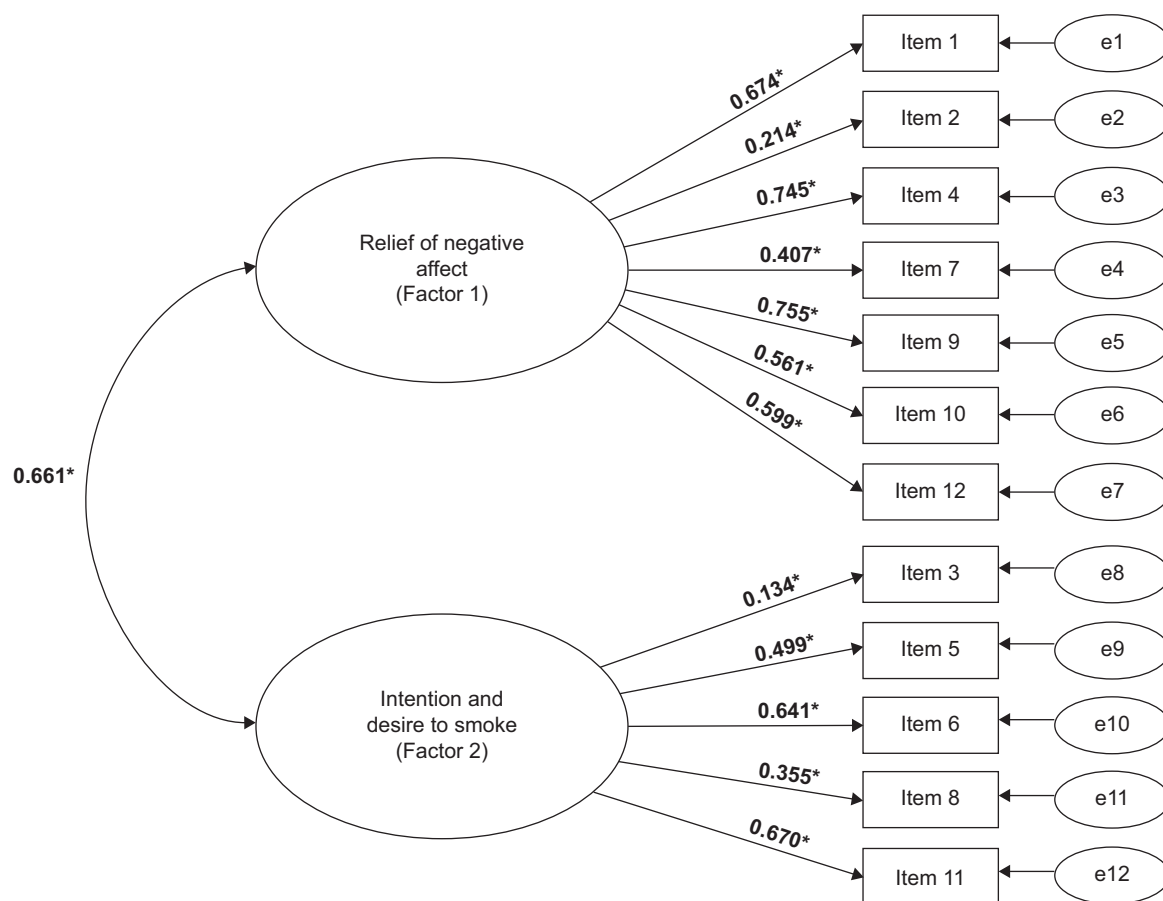 0.674*
Item 1
e1
0.214*
Item 2
e2
0.745*
Item 4
e3
Relief of negative
affect
(Factor 1)
0.407*
Item 7
e4
0.755*
Item 9
e5
0.561*
Item 10
e6
0.599*
Item 12
e7
0.661*
0.134*
Item 3
e8
0.499*
Item 5
e9
Intention and
desire to smoke
(Factor 2)
0.641*
Item 6
e10
0.355*
Item 8
e11
0.670*
Item 11
e12